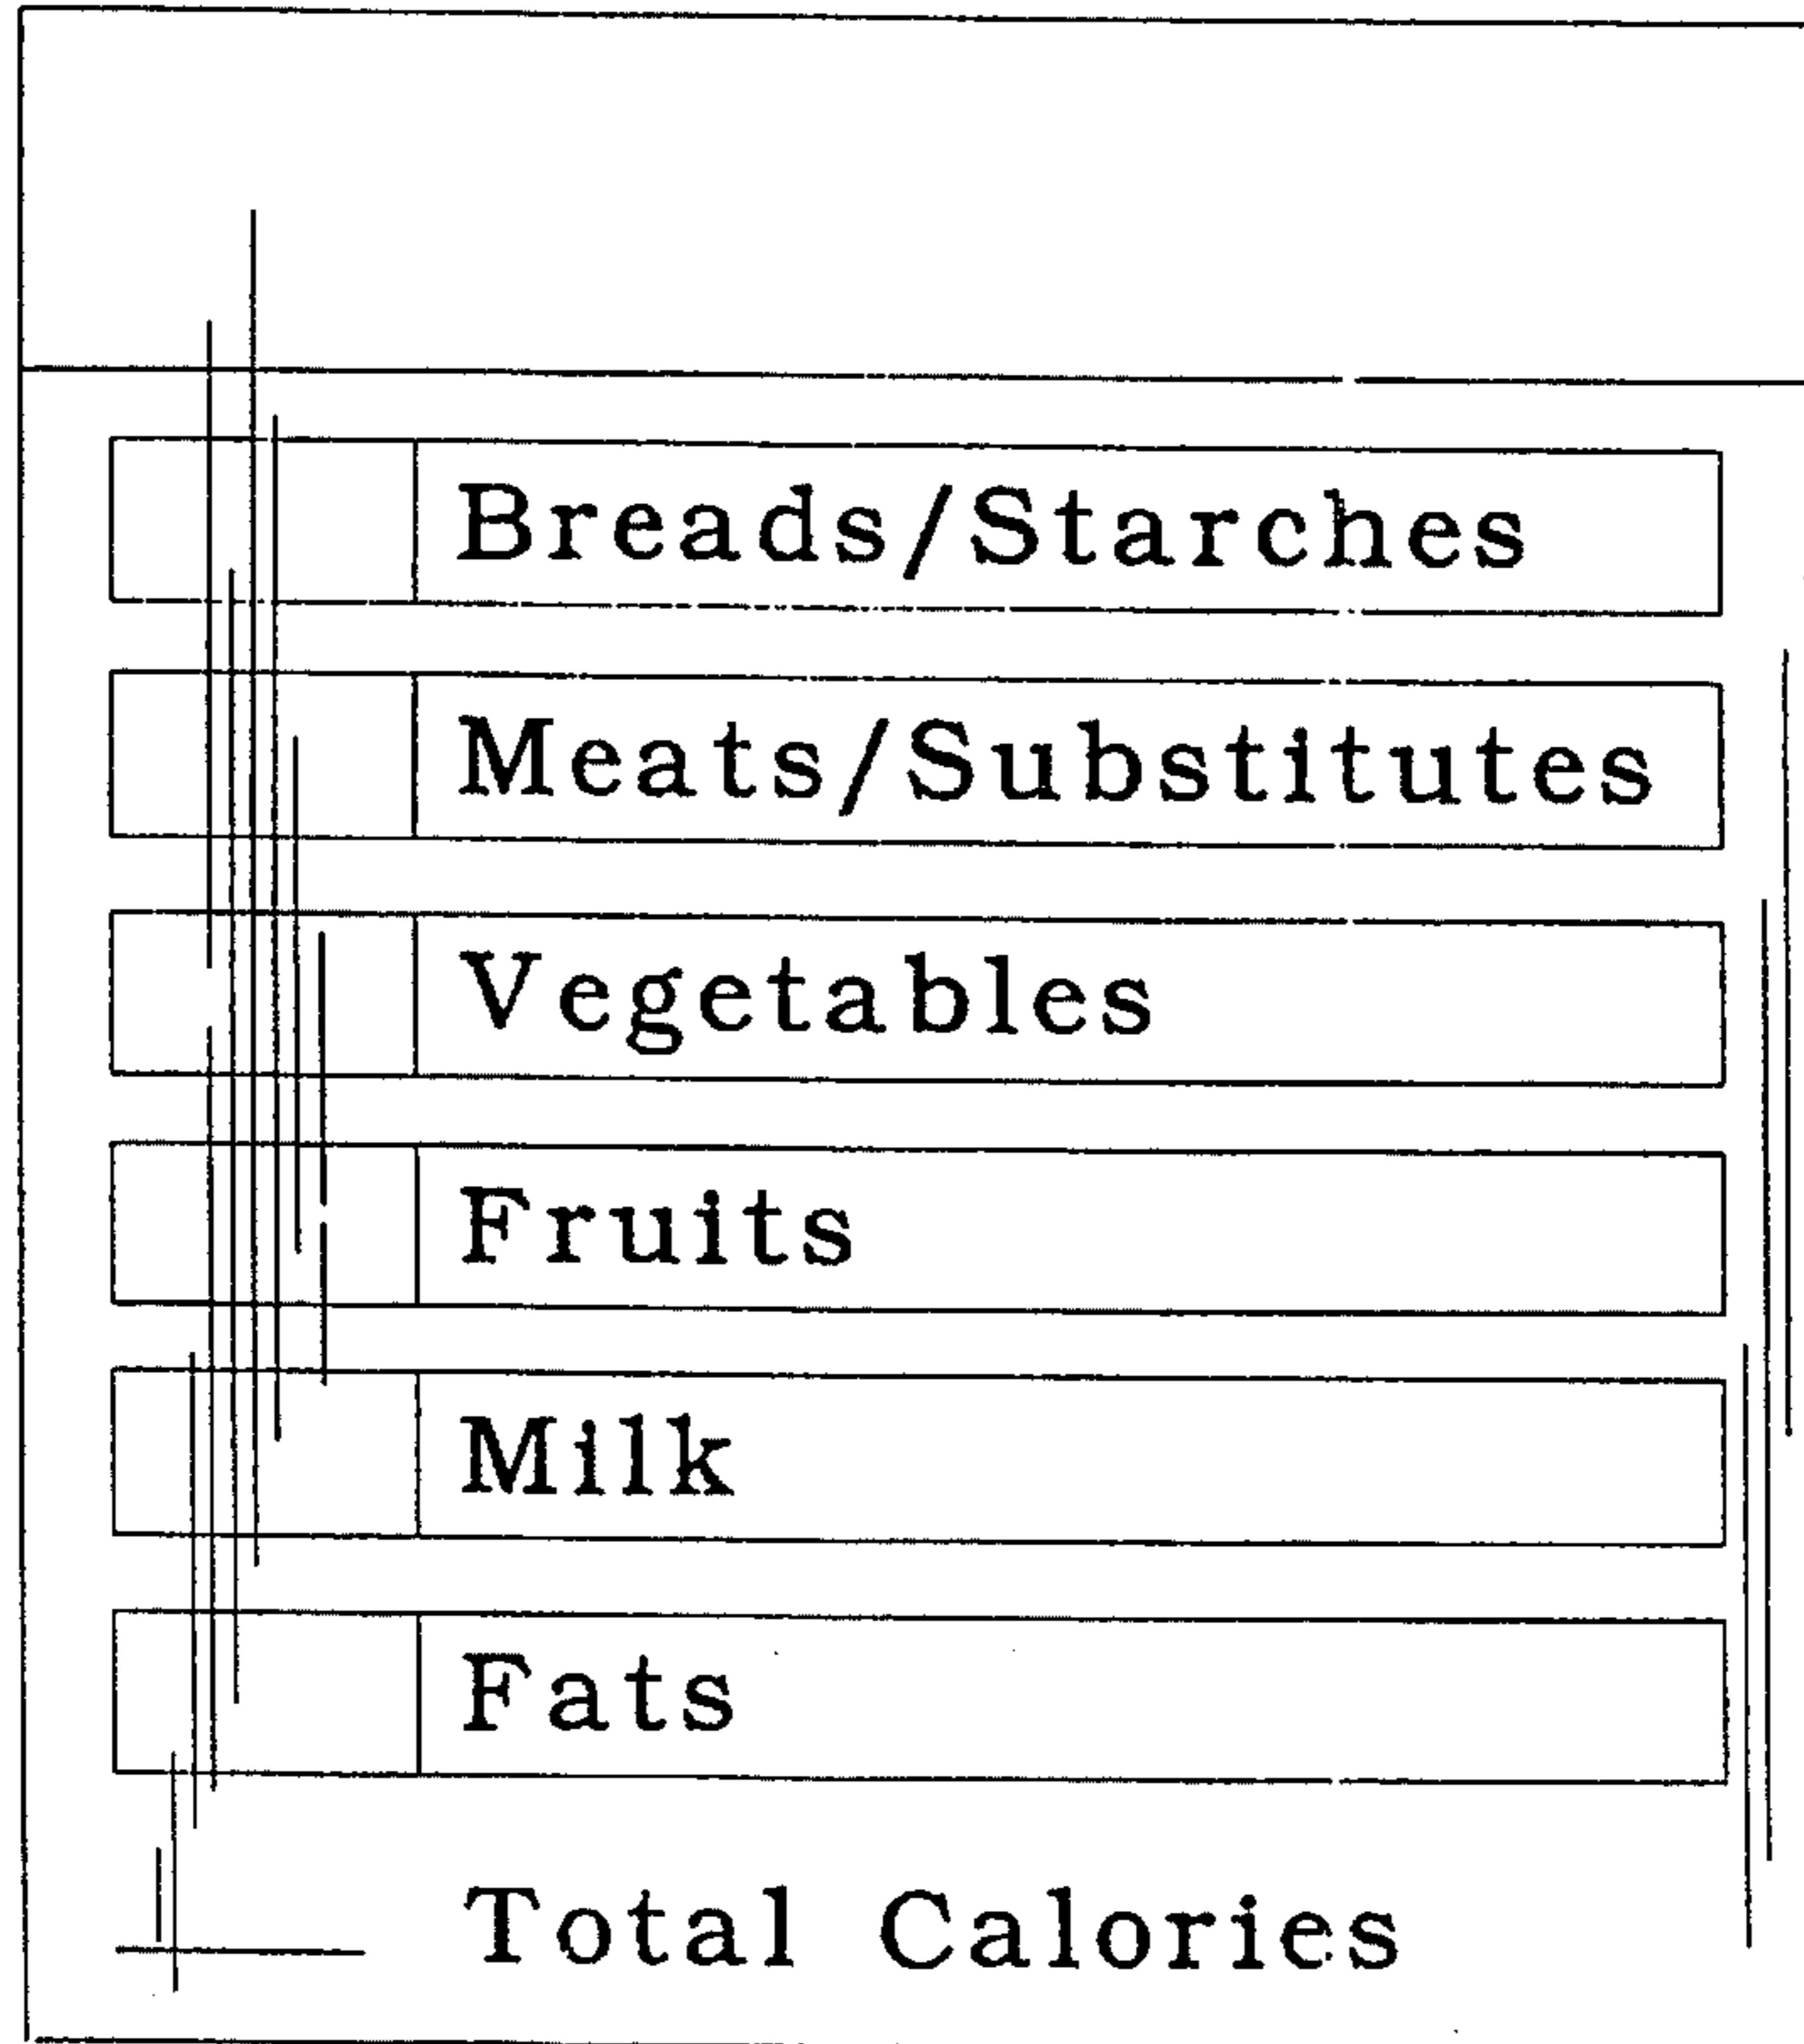 Breads/Starches
Meats/Substitutes
Vegetables
Fruits
Milk
Fats
Total Calories